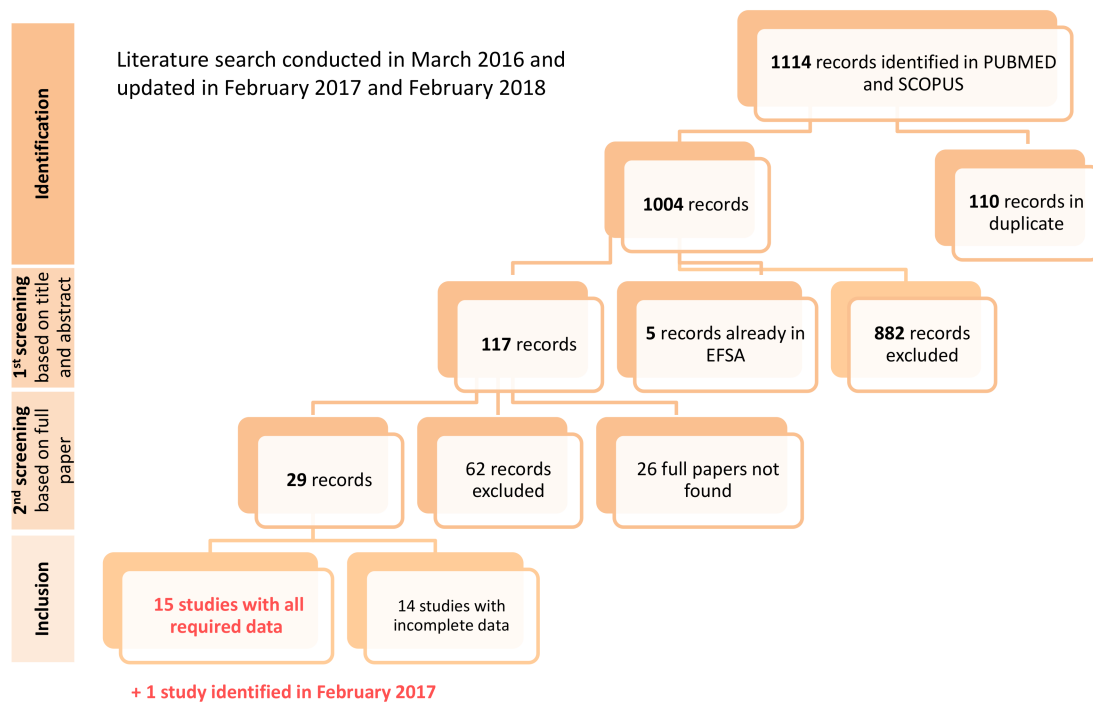 Literature search conducted in March 2016 and
updated in February 2017 and February 2018
1114 records identified in PUBMED
and SCOPUS
Identification
1004 records
110 records in
duplicate
1st screening
based on title
and abstract
117 records
5 records already in
EFSA
882 records
excluded
2nd screening
based on full
paper
29 records
62 records
excluded
26 full papers not
found
Inclusion
15 studies with all
required data
14 studies with
incomplete data
+ 1 study identified in February 2017